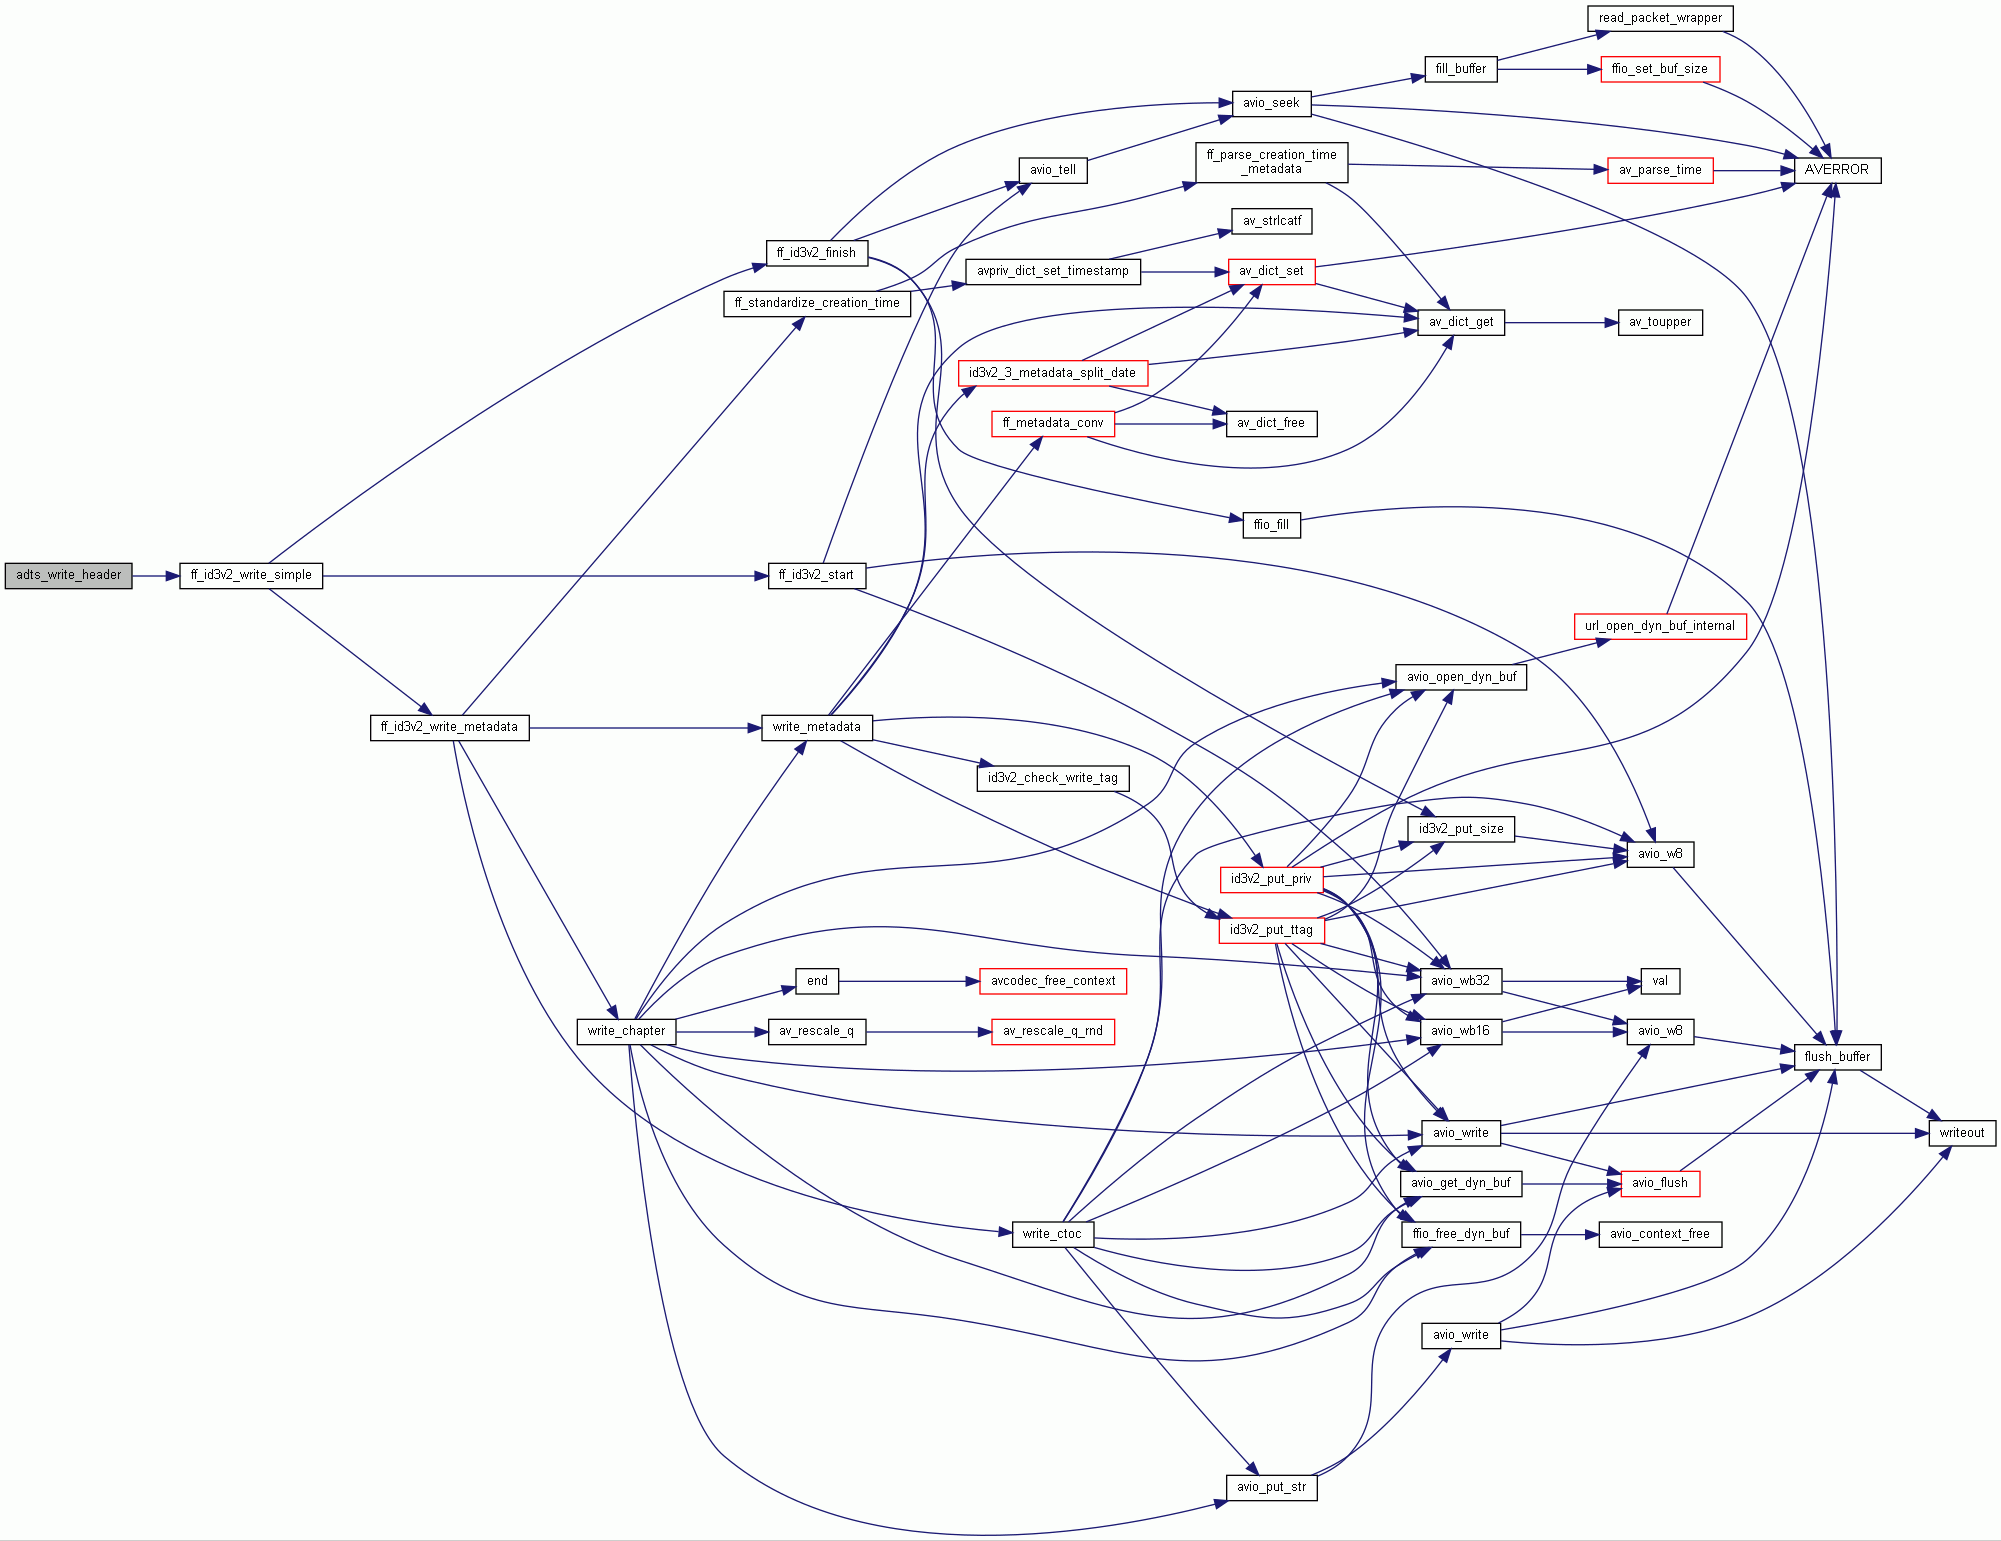 read_packet_wrapper
fill_buffer
ffio_set_buf_size
avio_seek
ff_parse_creation_time
_metadata
avio_tell
av_parse_time
AVERROR
av_strlcatf
ff_id3v2_finish
avpriv_dict_set_timestamp
av_dict_set
ff_standardize_creation_time
av_dict_get
av_toupper
id3v2_3_metadata_split_date
ff_metadata_conv
av_dict_free
ffio_fill
adts_write_header
ff_id3v2_write_simple
ff_id3v2_start
url_open_dyn_buf_internal
avio_open_dyn_buf
ff_id3v2_write_metadata
write_metadata
id3v2_check_write_tag
id3v2_put_size
avio_w8
id3v2_put_priv
id3v2_put_ttag
end
avcodec_free_context
avio_wb32
val
write_chapter
av_rescale_q
av_rescale_q_rnd
avio_wb16
avio_w8
flush_buffer
avio_write
writeout
avio_get_dyn_buf
avio_flush
write_ctoc
ffio_free_dyn_buf
avio_context_free
avio_write
avio_put_str